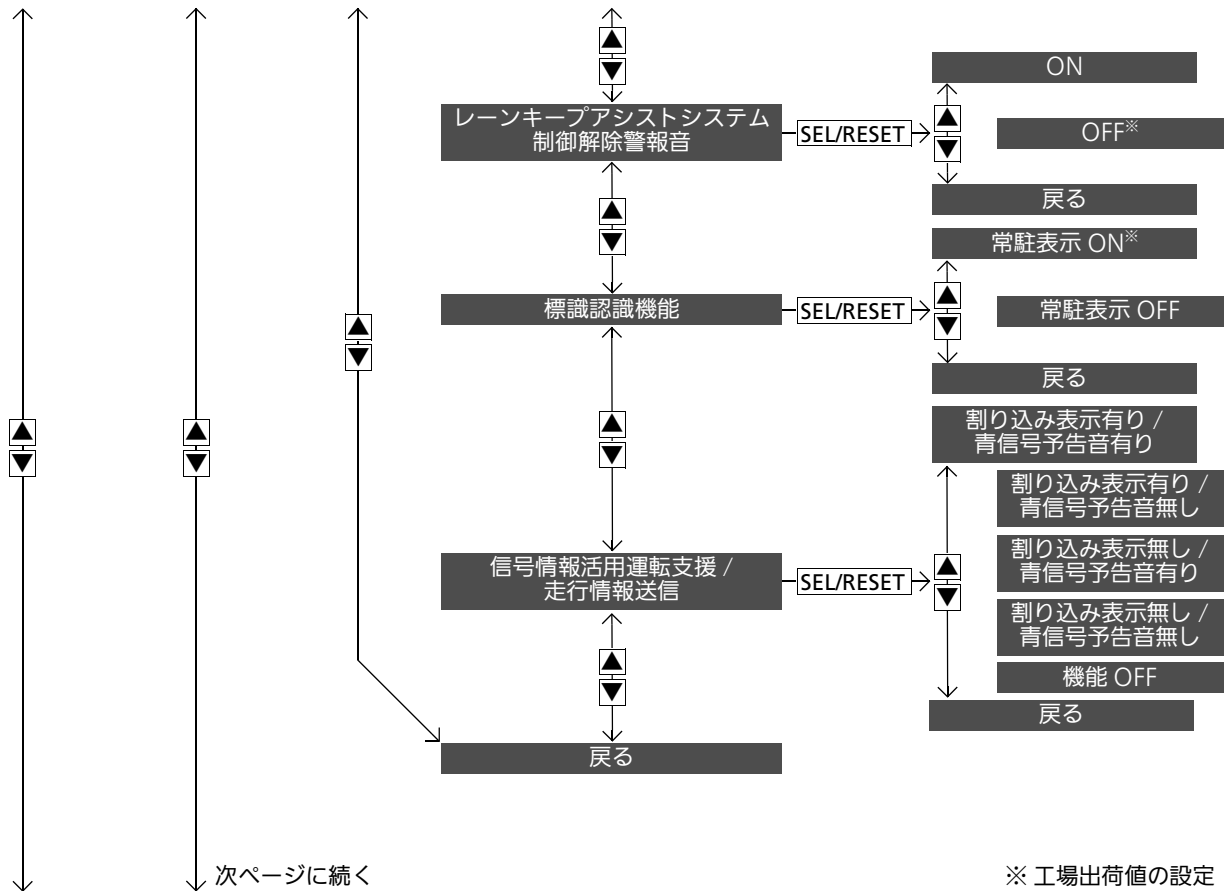 ON
レーンキープアシストシステム
制御解除警報音
SEL/RESET
OFF※
戻る
常駐表示 ON※
標識認識機能
SEL/RESET
常駐表示 OFF
戻る
割り込み表示有り /
青信号予告音有り
割り込み表示有り /
青信号予告音無し
信号情報活用運転支援 /
走行情報送信
SEL/RESET
割り込み表示無し /
青信号予告音有り
割り込み表示無し /
青信号予告音無し
機能 OFF
戻る
戻る
次ページに続く
※ 工場出荷値の設定